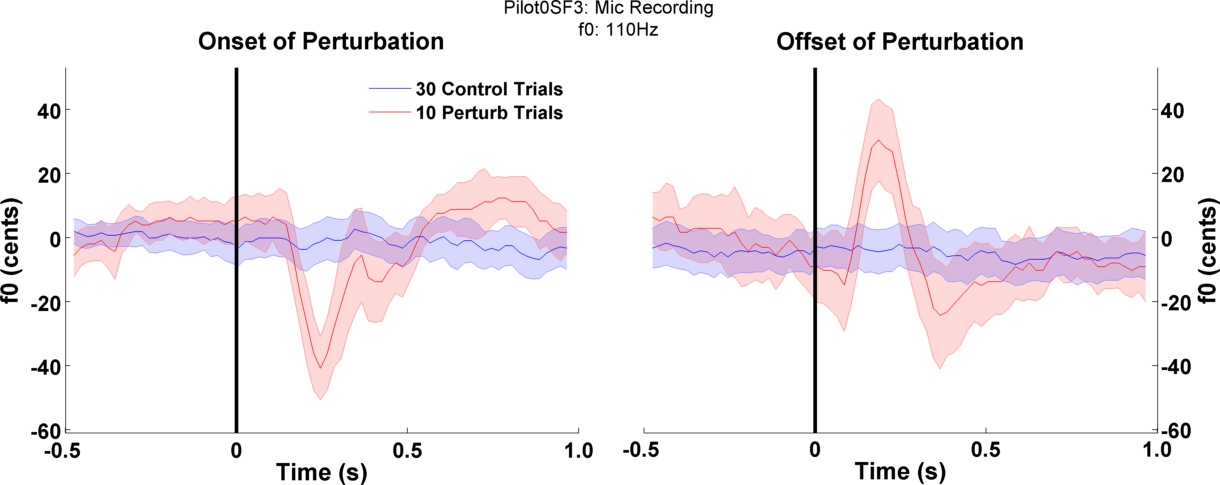 Pilot0SF3: Mic Recording
f0: 110Hz
Onset of Perturbation
30 Control Trials
10 Perturb Trials
f0 (cents)
40
20
0
-20
-40
-60
-0.5
0
0.5
1.0
Time (s)
Offset of Perturbation
40
20
0
-20
-40
-60
f0 (cents)
-0.5
0
0.5
1.0
Time (s)